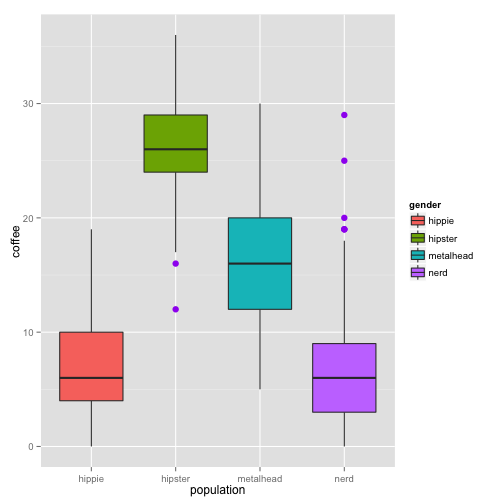 30
20
10
0
coffee
hippie hipster metalhead nerd
population
gender
hippie
hipster
metalhead
nerd